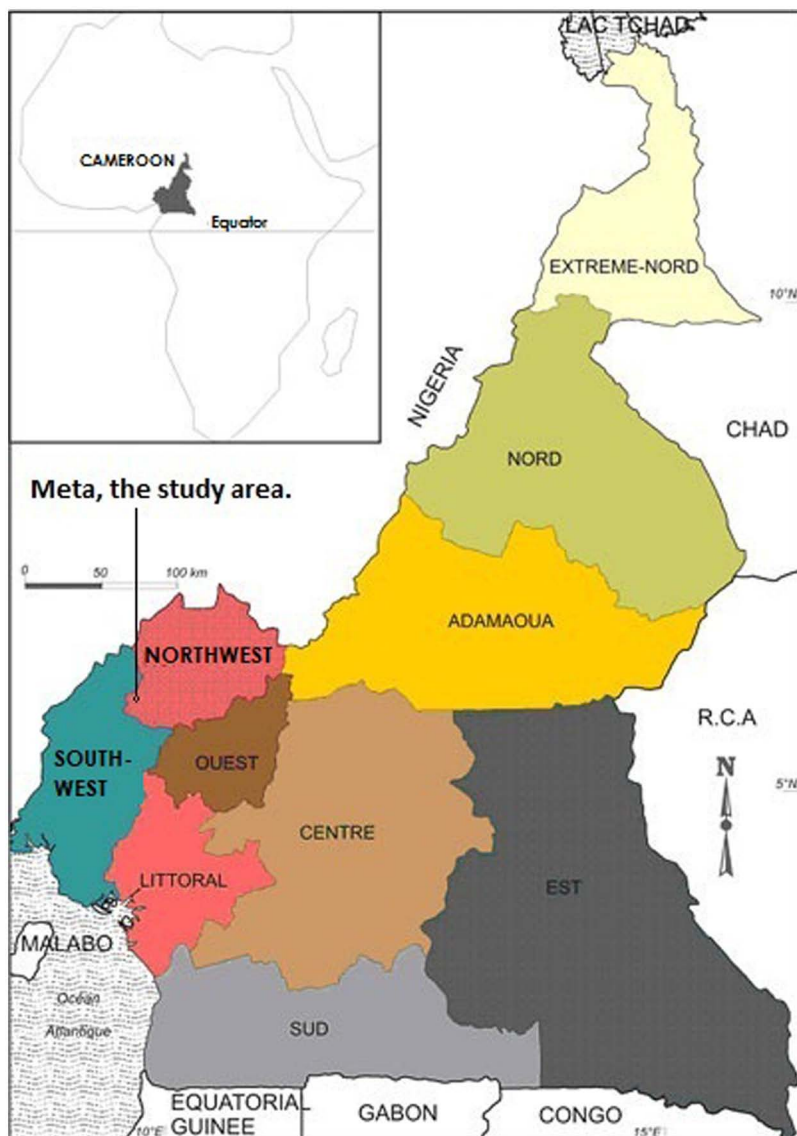 LAC TCHAD
CAMEROON
Equator
EXTREME-NORD
10°N
NIGERIA
CHAD
NORD
Meta, the study area.
0 50 100 km
ADAMAOUA
NORTHWEST
R.C.A
N
SOUTH-
WEST
OUEST
5°N
CENTRE
EST
LITTORAL
MALABO
Océan
Atlantique
SUD
EQUATORIAL
GUINEE
GABON
CONGO
10°E
15°E